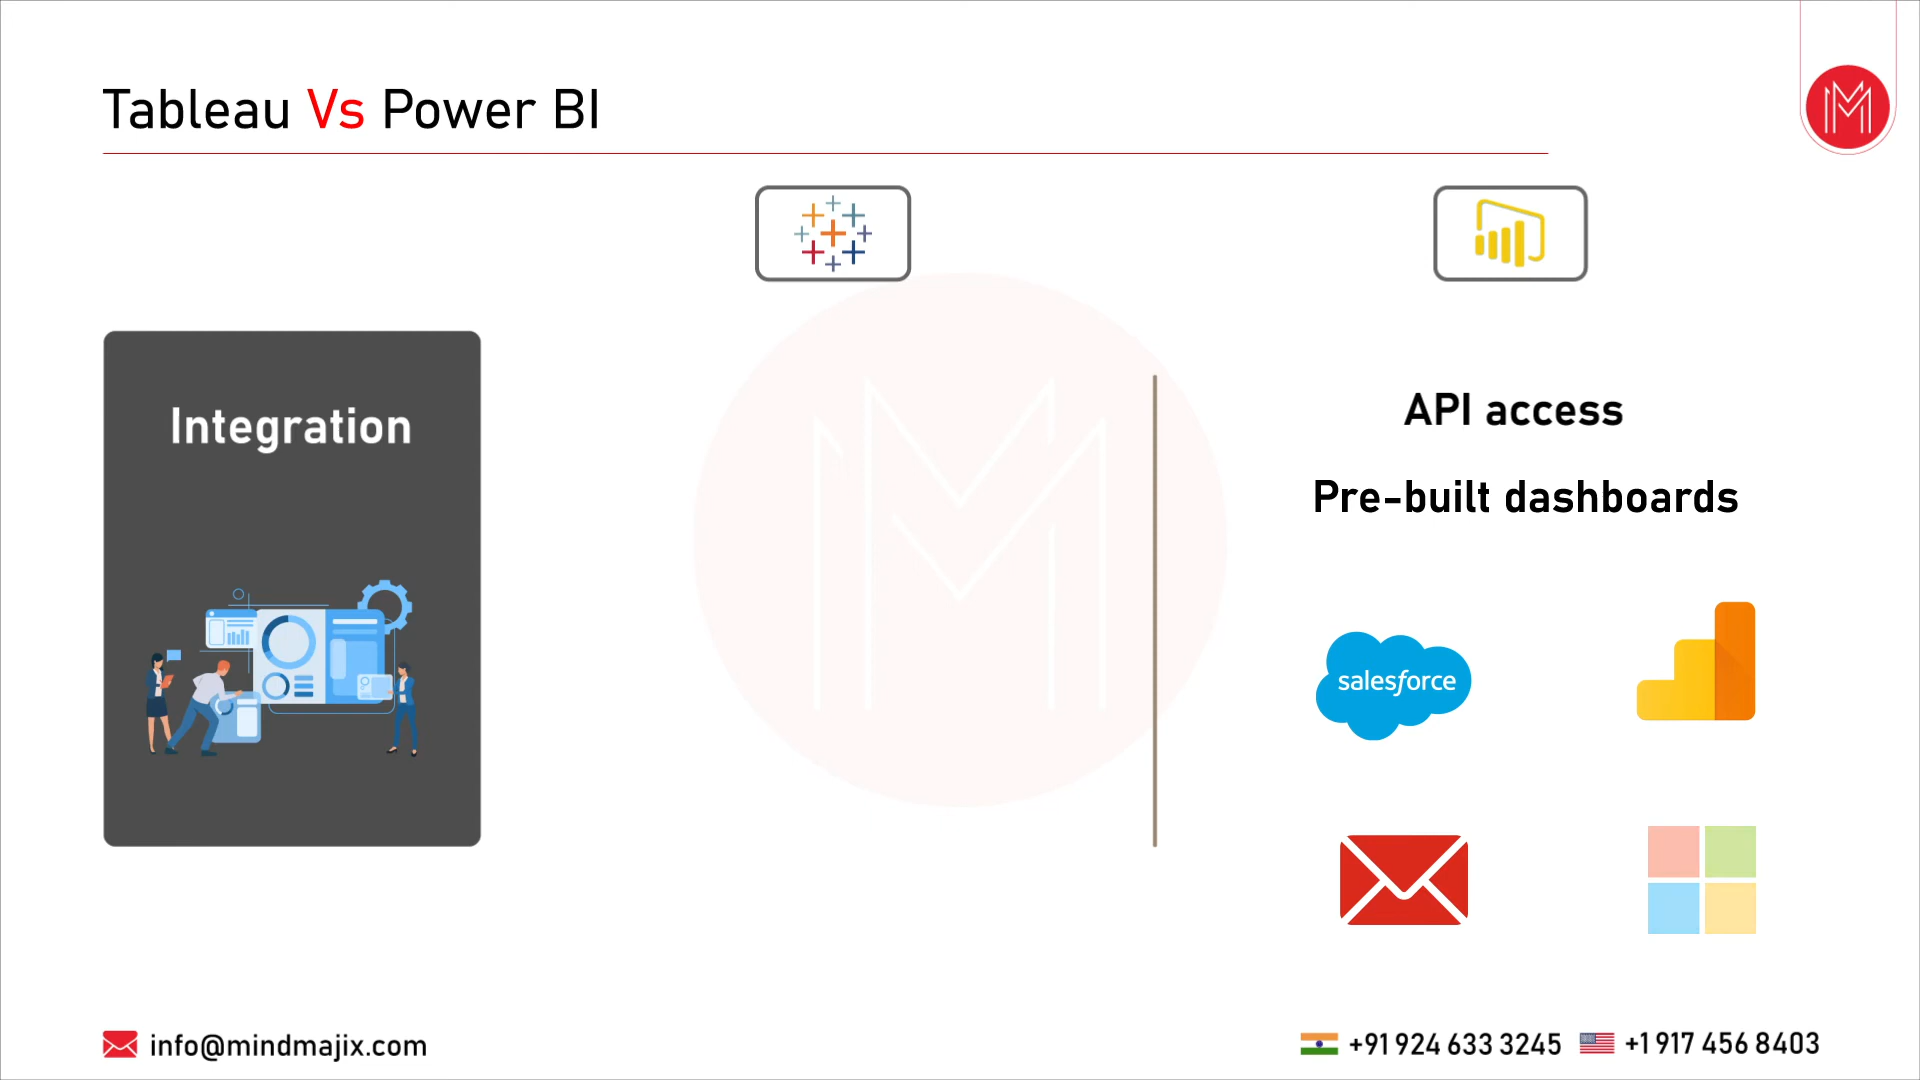 Tableau Vs Power BI
Integration
API access
Pre-built dashboards
salesforce
info@mindmajix.com
+91 924 633 3245
+1 917 456 8403